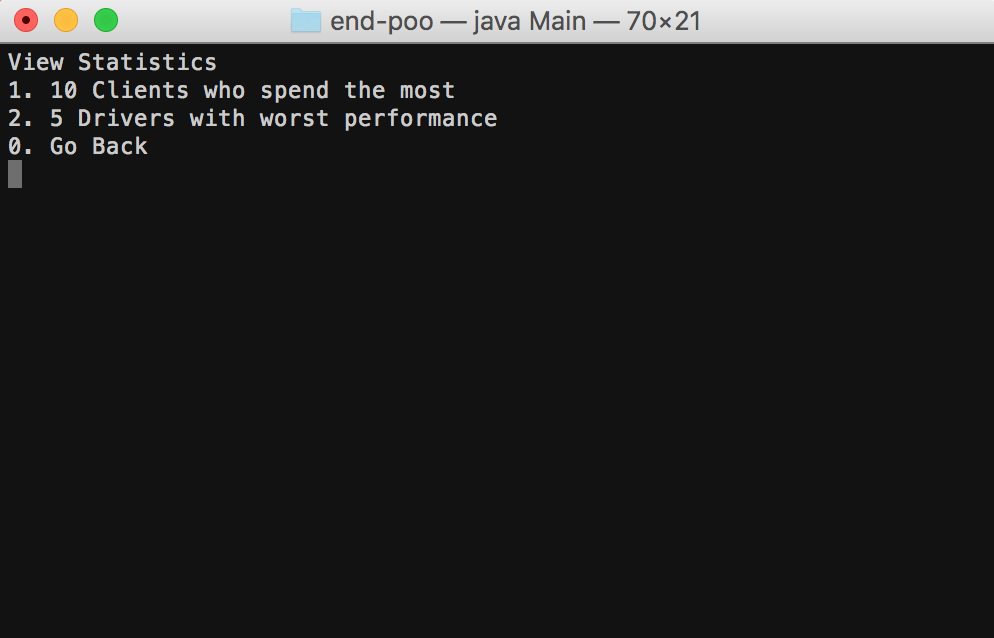 end-poo — java Main — 70×21
View Statistics
1. 10 Clients who spend the most
2. 5 Drivers with worst performance
0. Go Back